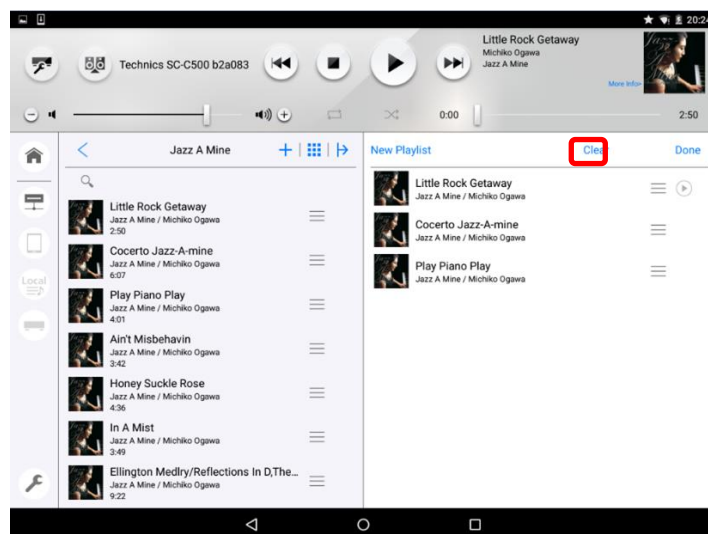 20:24
Technics SC-C500 b2a083
Little Rock Getaway
Michiko Ogawa
Jazz A Mine
More Info>
0:00
2:50
Jazz A Mine
Local
Little Rock Getaway
Jazz A Mine / Michiko Ogawa
2:50
Cocerto Jazz-A-mine
Jazz A Mine / Michiko Ogawa
6:07
Play Piano Play
Jazz A Mine / Michiko Ogawa
4:01
Ain't Misbehavin
Jazz A Mine / Michiko Ogawa
3:42
Honey Suckle Rose
Jazz A Mine / Michiko Ogawa
4:36
In A Mist
Jazz A Mine / Michiko Ogawa
3:49
Ellington Medlry/Reflections In D,The...
Jazz A Mine / Michiko Ogawa
9:22
New Playlist Clear Done
Little Rock Getaway
Jazz A Mine / Michiko Ogawa
Cocerto Jazz-A-mine
Jazz A Mine / Michiko Ogawa
Play Piano Play
Jazz A Mine / Michiko Ogawa